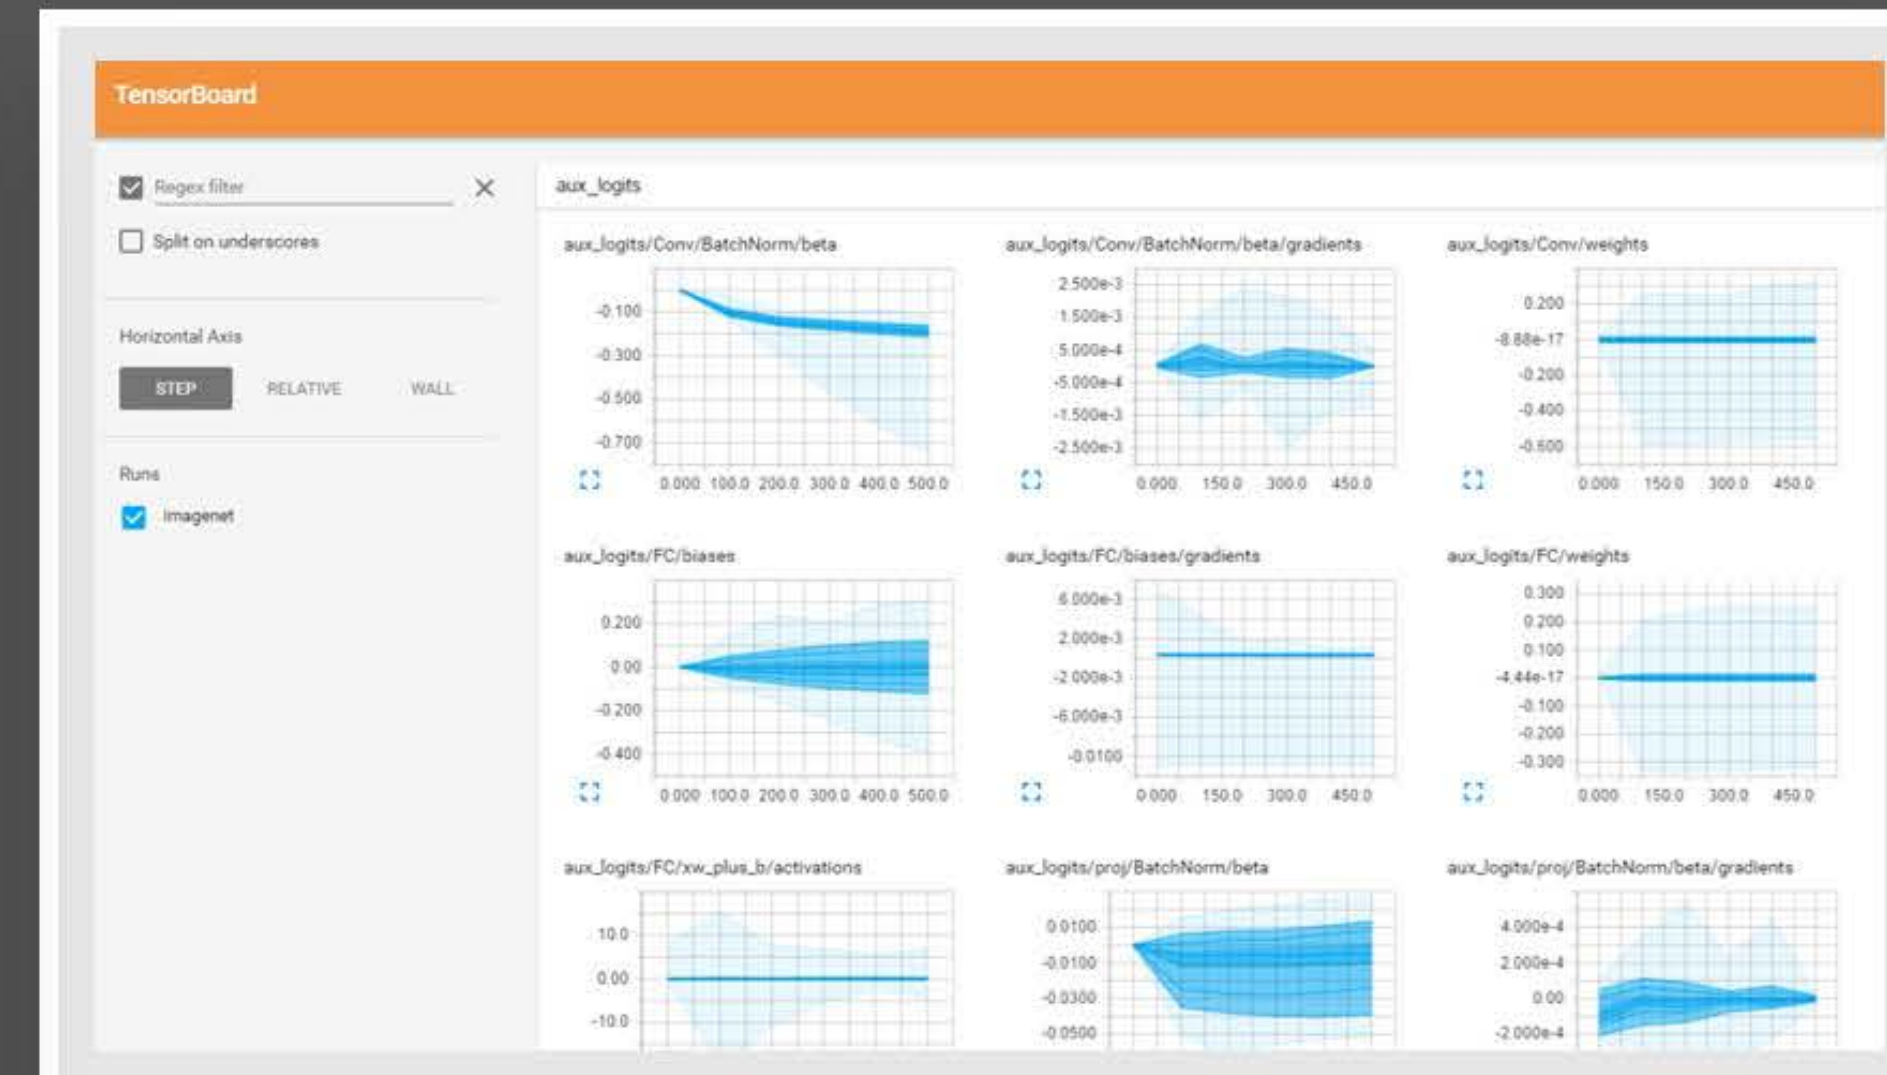 TensorBoard
Regex filter
Split on underscores
Horizontal Axis
STEP RELATIVE WALL
Runs
imagenet
aux_logits
aux_logits/Conv/BatchNorm/beta
-0.100
-0.300
-0.500
-0.700
0.000 100.0 200.0 300.0 400.0 500.0
aux_logits/Conv/BatchNorm/beta/gradients
2.500e-3
1.500e-3
5.000e-4
-5.000e-4
-1.500e-3
-2.500e-3
0.000 150.0 300.0 450.0
aux_logits/Conv/weights
0.200
-8.88e-17
-0.200
-0.400
-0.600
0.000 150.0 300.0 450.0
aux_logits/FC/biases
0.200
0.00
-0.200
-0.400
0.000 100.0 200.0 300.0 400.0 500.0
aux_logits/FC/biases/gradients
6.000e-3
2.000e-3
-2.000e-3
-6.000e-3
-0.0100
0.000 150.0 300.0 450.0
aux_logits/FC/weights
0.300
0.200
0.100
-4.44e-17
-0.100
-0.200
-0.300
0.000 150.0 300.0 450.0
aux_logits/FC/xw_plus_b/activations
10.0
0.00
-10.0
aux_logits/proj/BatchNorm/beta
0.0100
-0.0100
-0.0300
-0.0500
aux_logits/proj/BatchNorm/beta/gradients
4.000e-4
2.000e-4
0.00
-2.000e-4